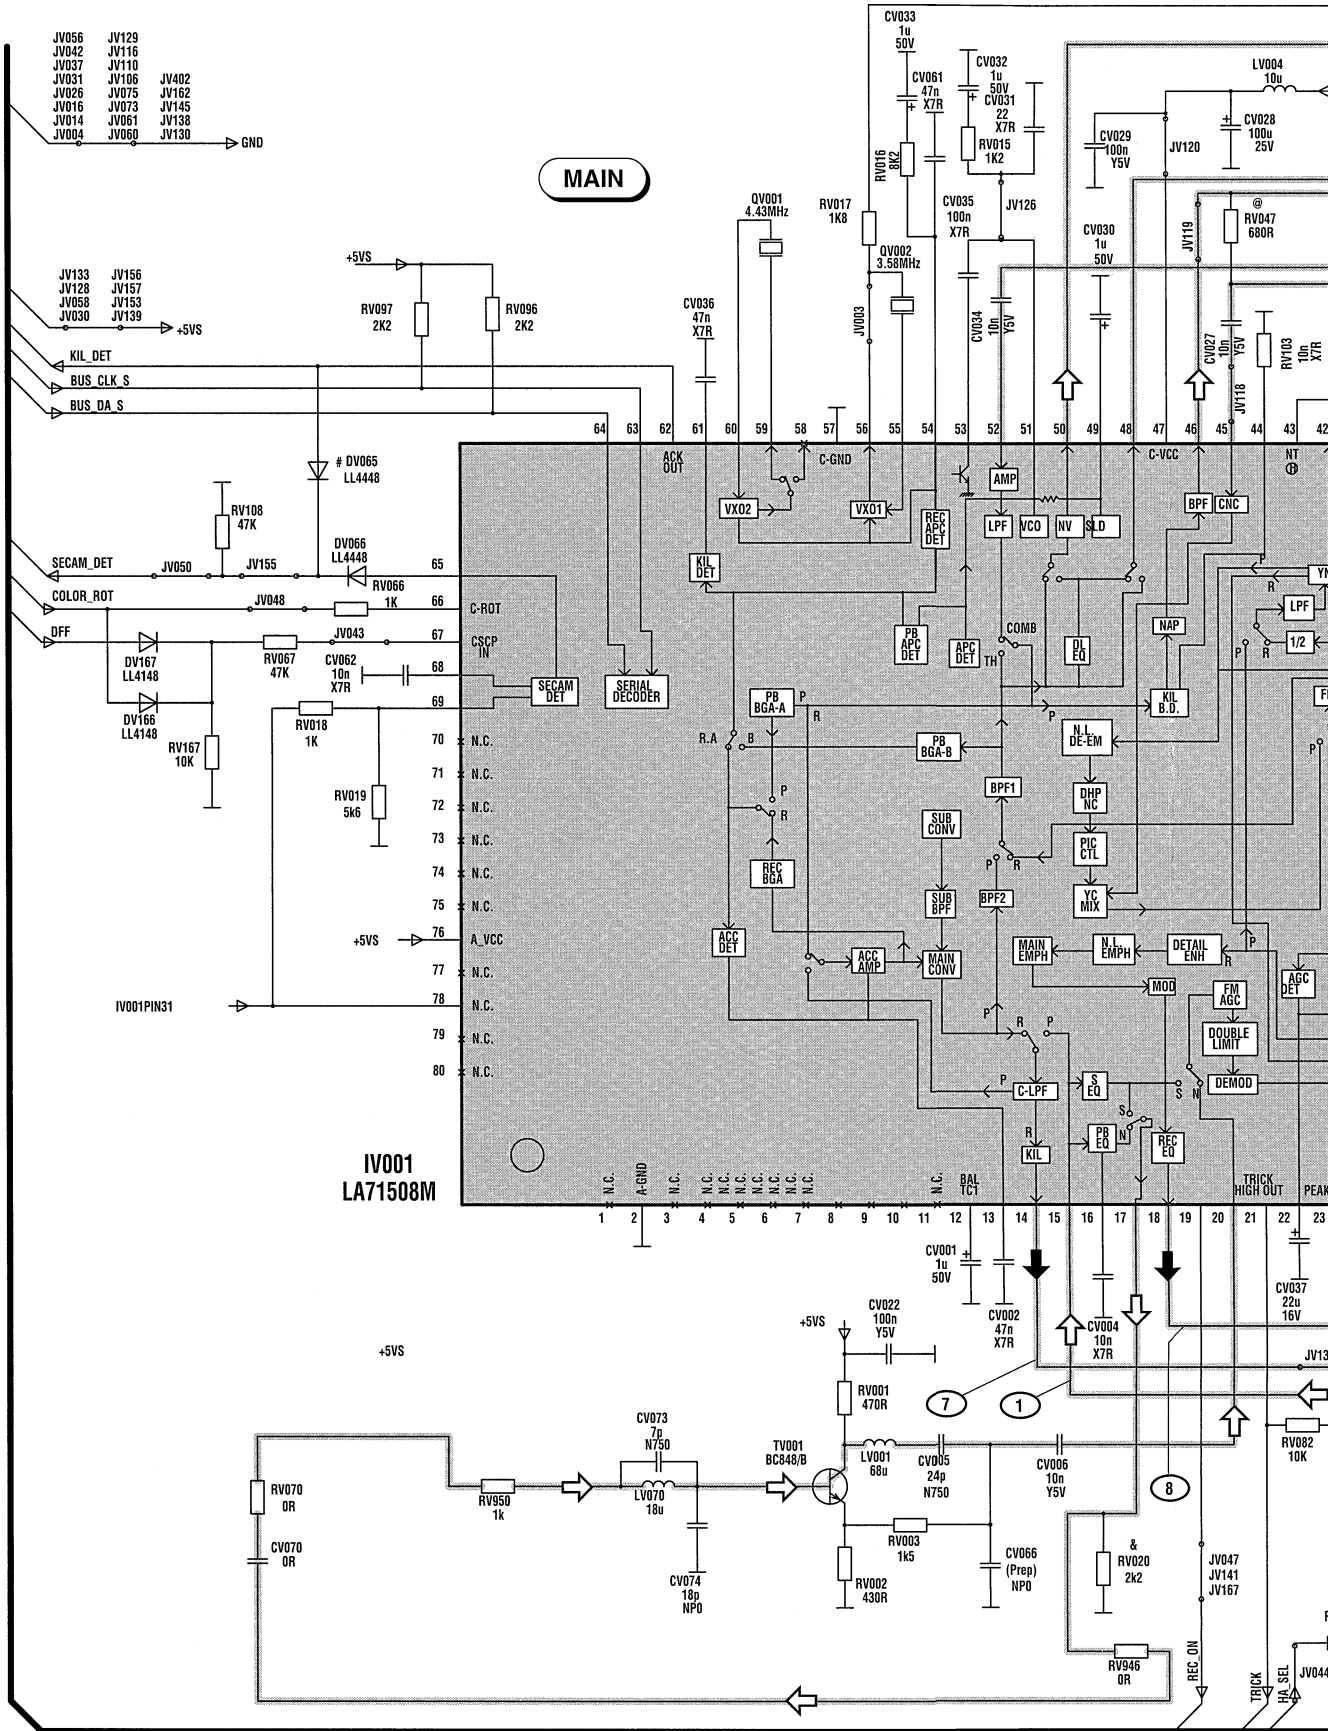 JV056 JV129
JV042 JV116
JV037 JV110
JV031 JV106 JV402
JV026 JV075 JV162
JV016 JV073 JV145
JV014 JV061 JV138
JV004 JV060 JV130
GND
MAIN
CV033
1u
50V
CV061
47n
X7R
CV032
1u
50V
CV031
22
X7R
RV016
8K2
RV015
1K2
CV029
100n
Y5V
JV120
LV004
10u
CV028
100u
25V
QV001
4.43MHz
RV017
1K8
QV002
3.58MHz
CV035
100n
X7R
JV126
CV030
1u
50V
JV119
@
RV047
680R
JV133 JV156
JV128 JV157
JV058 JV153
JV030 JV139
+5VS
+5VS
RV097
2K2
RV096
2K2
CV036
47n
X7R
JV003
CV034
10n
Y5V
CV027
10n
Y5V
JV118
RV103
10n
X7R
KIL_DET
BUS_CLK_S
BUS_DA_S
64 63 62 61 60 59 58 57 56 55 54 53 52 51 50 49 48 47 46 45 44 43 42
ACK
OUT
C-GND
C-VCC
NT
H
# DV065
LL4448
RV108
47K
DV066
LL4448
SECAM_DET
JV050
JV155
65
COLOR_ROT
JV048
RV066
1K
66
C-ROT
DFF
DV167
LL4148
RV067
47K
JV043
67
CSCP
IN
CV062
10n
X7R
68
DV166
LL4148
RV018
1K
69
RV167
10K
RV019
5k6
70 N.C.
71 N.C.
72 N.C.
73 N.C.
74 N.C.
75 N.C.
+5VS
76 A_VCC
77 N.C.
IV001PIN31
78 N.C.
79 N.C.
80 N.C.
VXO2
VXO1
REC
APC
DET
KIL
DET
AMP
LPF
VCO
NV
SLD
BPF
CNC
YN
LPF
1/2
NAP
P
R
P
R
PB
APC
DET
APC
DET
COMB
TH
DL
EQ
KIL
B.D.
SECAM
DET
SERIAL
DECODER
PB
BGA-A
P
R
P
R.A
B
PB
BGA-B
N.L.
DE-EM
P
BPF1
DHP
NC
P
R
SUB
CONV
PIC
CTL
REC
BGA
P
R
SUB
BPF
BPF2
YC
MIX
ACC
DET
ACC
AMP
MAIN
CONV
MAIN
EMPH
N.L.
EMPH
DETAIL
ENH
P
R
AGC
DET
MOD
FM
AGC
P
R P
DOUBLE
LIMIT
P
C-LPF
S
EQ
S N
DEMOD
S
N
PB
EQ
REC
EQ
R
KIL
IV001
LA71508M
N.C.
A-GND
N.C.
N.C.
N.C.
N.C.
N.C.
N.C.
N.C.
BAL
TC1
TRICK
HIGH OUT
PEAK
1 2 3 4 5 6 7 8 9 10 11 12 13 14 15 16 17 18 19 20 21 22 23
CV001
1u
50V
CV002
47n
X7R
CV004
10n
X7R
CV037
22u
16V
JV13
+5VS
+5VS
CV022
100n
Y5V
RV001
470R
7
1
8
RV082
10K
CV073
7p
N750
TV001
BC848/B
LV001
68u
CV005
24p
N750
CV006
10n
Y5V
RV070
0R
RV950
1k
LV070
18u
CV070
0R
CV074
18p
NP0
RV003
1k5
RV002
430R
CV066
(Prep)
NP0
&
RV020
2k2
JV047
JV141
JV167
RV946
0R
REC_ON
TRICK
HA_SEL
JV044